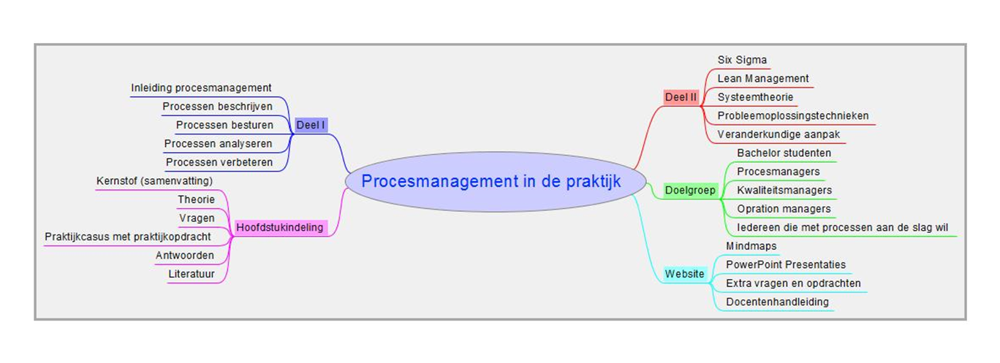 Procesmanagement in de praktijk
Deel I
Inleiding procesmanagement
Processen beschrijven
Processen besturen
Processen analyseren
Processen verbeteren
Hoofdstukindeling
Kernstof (samenvatting)
Theorie
Vragen
Praktijkcasus met praktijkopdracht
Antwoorden
Literatuur
Deel II
Six Sigma
Lean Management
Systeemtheorie
Probleemoplossingstechnieken
Veranderkundige aanpak
Doelgroep
Bachelor studenten
Procesmanagers
Kwaliteitsmanagers
Opration managers
Iedereen die met processen aan de slag wil
Website
Mindmaps
PowerPoint Presentaties
Extra vragen en opdrachten
Docentenhandleiding